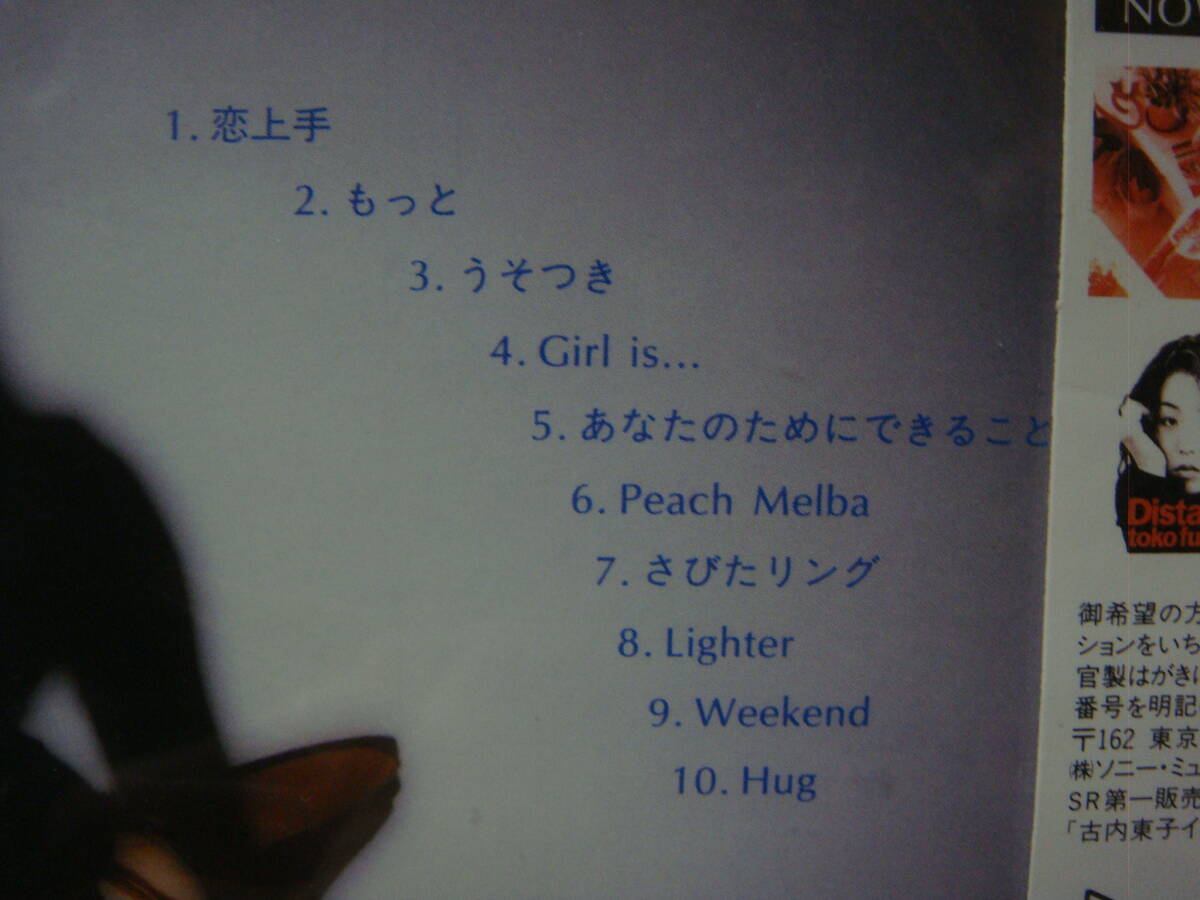 1. 恋上手
2. もっと
3. うそつき
4. Girl is...
5. あなたのためにできること
6. Peach Melba
7. さびたリング
8. Lighter
9. Weekend
10. Hug
NO
Dista
toko fu
御希望の方
ションをいち
官製はがきに
番号を明記
〒162 東京
㈱ソニー・ミュ
SR第一販売
「古内東子イ